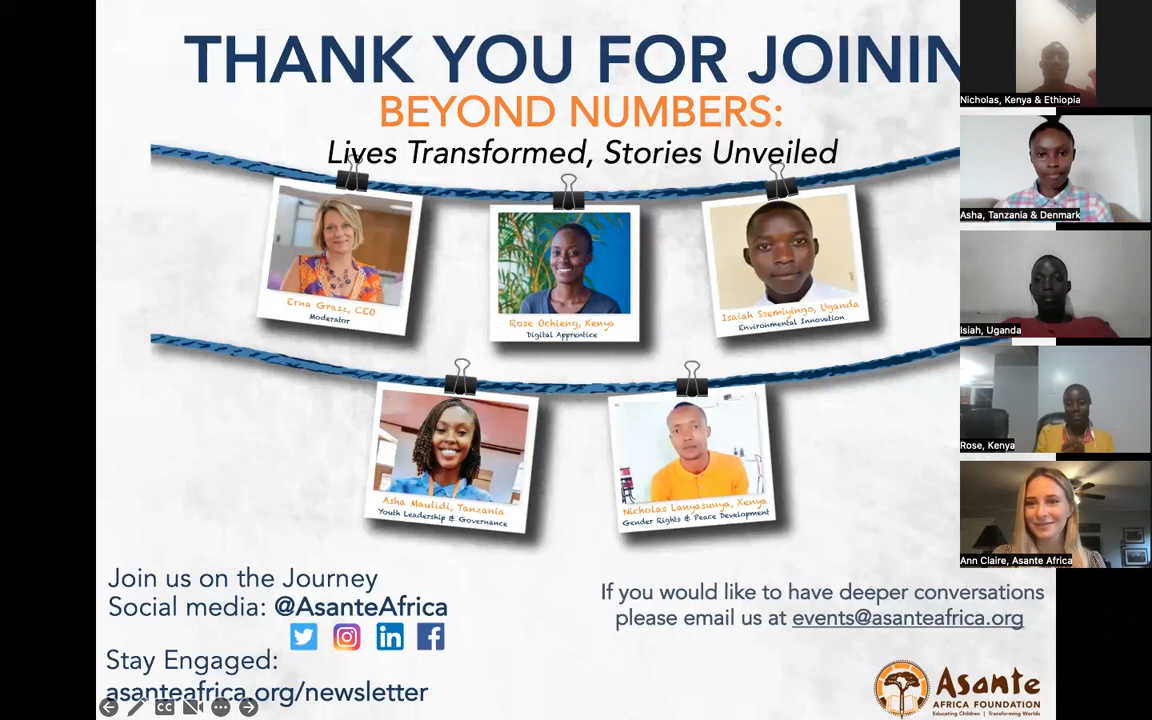 THANK YOU FOR JOININ
BEYOND NUMBERS:
Lives Transformed, Stories Unveiled
Erna Grasz, CEO
Moderator
Rose Ochieng, Kenya
Digital Apprentice
Isaiah Ssemiyingo, Uganda
Environmental Innovation
Asha Maulidi, Tanzania
Youth Leadership & Governance
Nicholas Lanyasunya, Kenya
Gender Rights & Peace Development
Join us on the Journey
Social media: @AsanteAfrica
Stay Engaged:
asanteafrica.org/newsletter
If you would like to have deeper conversations
please email us at events@asanteafrica.org
Asante
AFRICA FOUNDATION
Educating Children | Transforming Worlds
CC
Nicholas, Kenya & Ethiopia
Asha, Tanzania & Denmark
Isiah, Uganda
Rose, Kenya
Ann Claire, Asante Africa